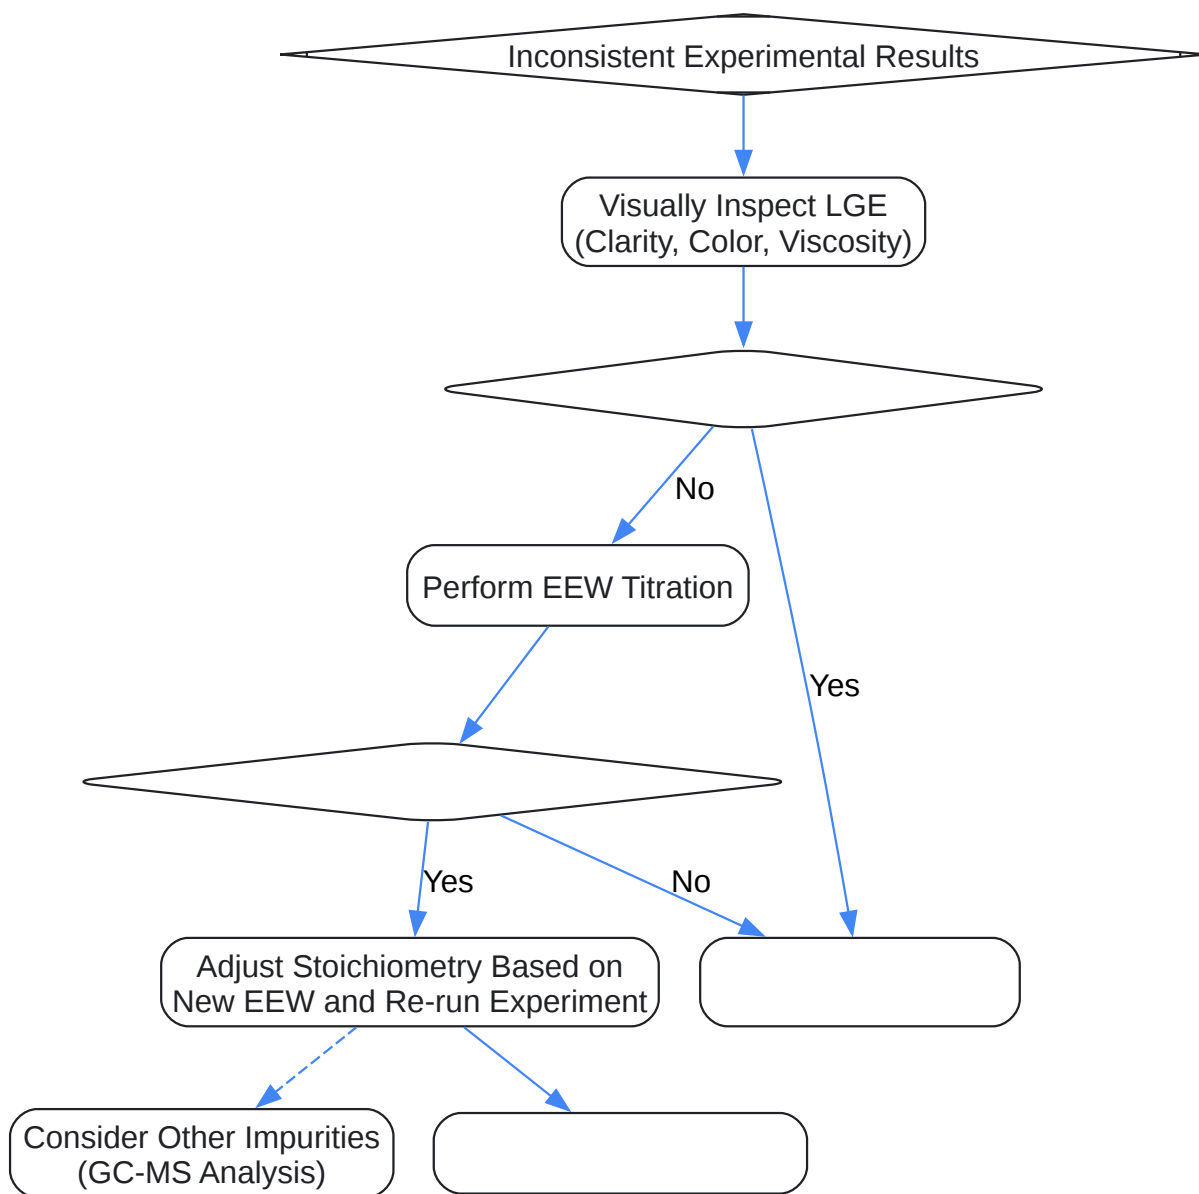 Inconsistent Experimental Results
Visually Inspect LGE
(Clarity, Color, Viscosity)
No
Perform EEW Titration
Yes
Yes
No
Adjust Stoichiometry Based on
New EEW and Re-run Experiment
Consider Other Impurities
(GC-MS Analysis)